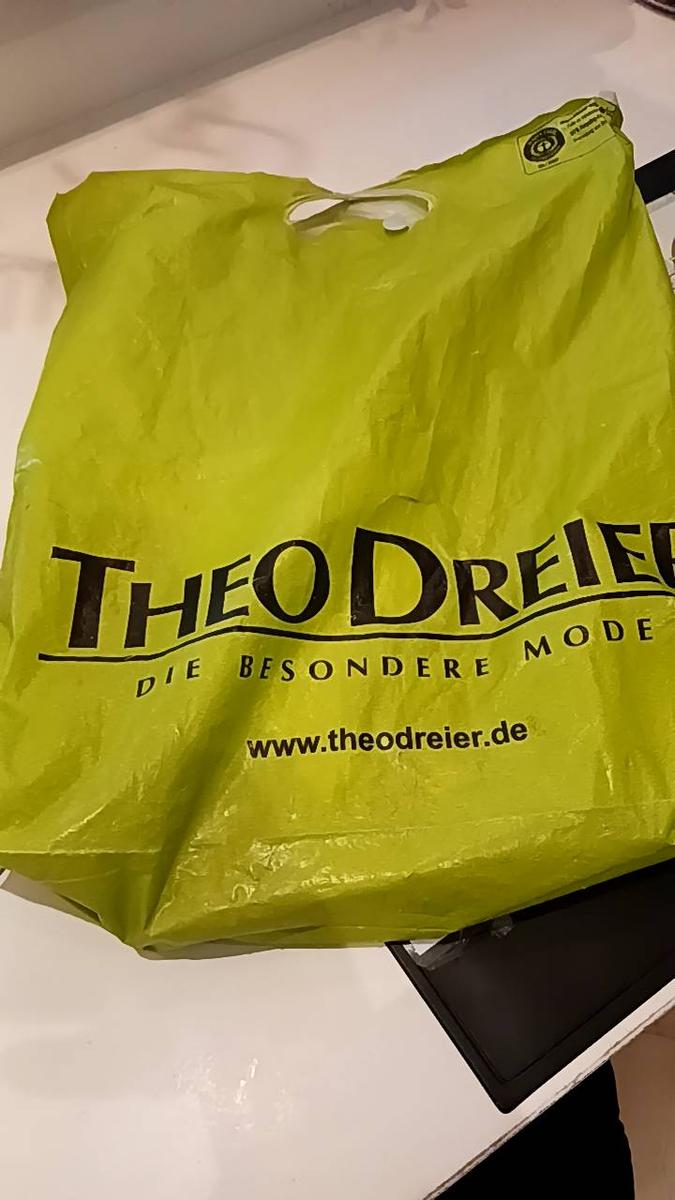 THEO DREIER
DIE BESONDERE MODE
www.theodreier.de